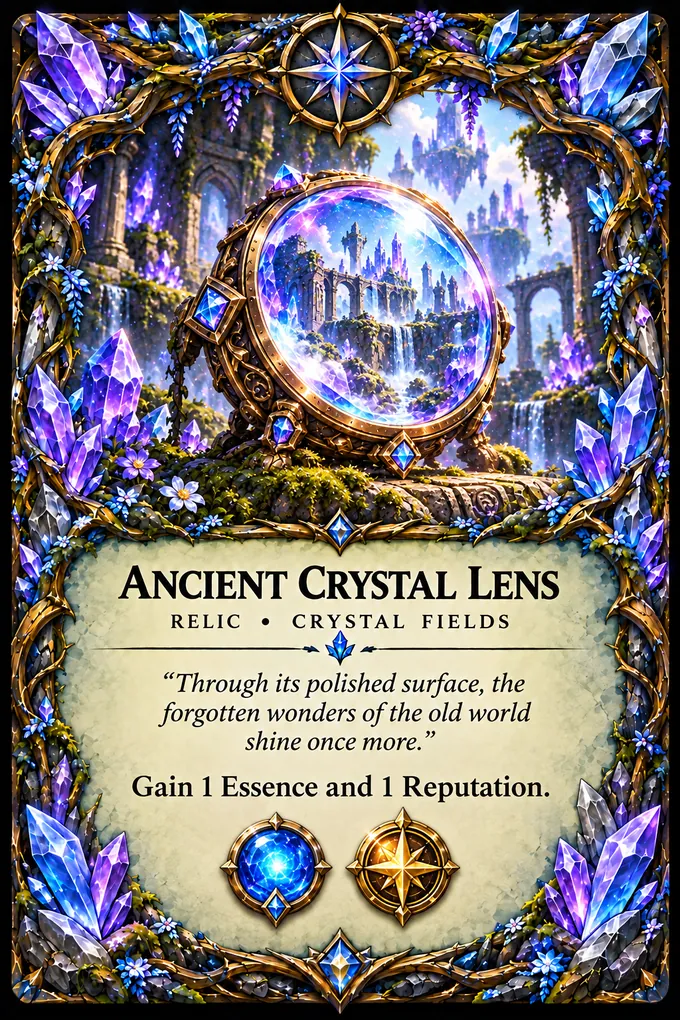 ANCIENT CRYSTAL LENS
RELIC • CRYSTAL FIELDS
“Through its polished surface, the
forgotten wonders of the old world
shine once more.”
Gain 1 Essence and 1 Reputation.